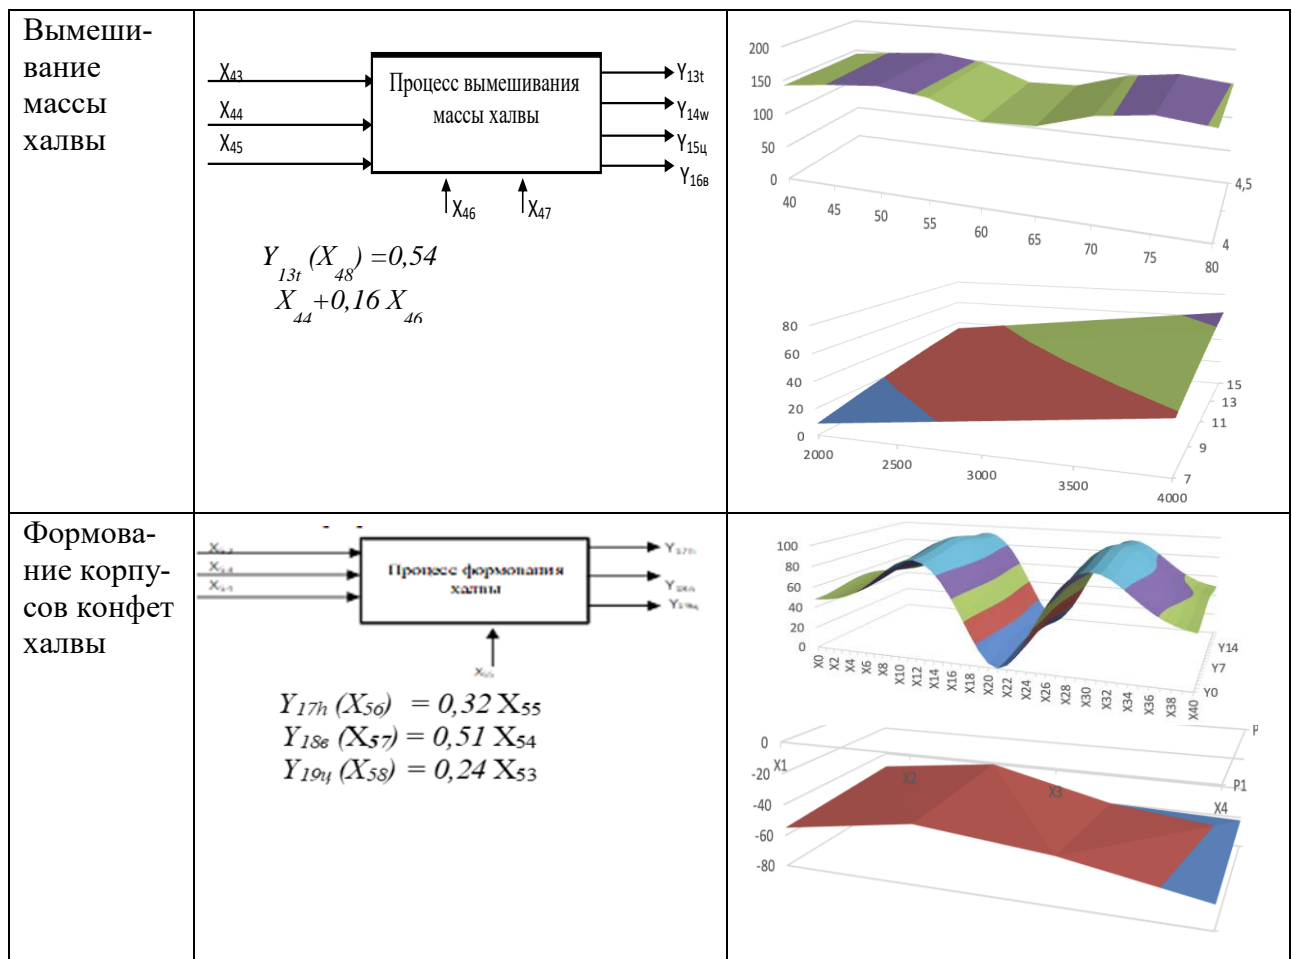 Вымеши-
вание
массы
халвы
X43
X44
X45
Процесс вымешивания
массы халвы
Y13t
Y14w
Y15ц
Y16в
X46
X47
Y13t (X48) =0,54
X44+0,16 X46
200
150
100
50
0
40
45
50
55
60
65
70
75
80
4,5
4
80
60
40
20
0
2000
2500
3000
3500
4000
15
13
11
9
7
Формова-
ние корпу-
сов конфет
халвы
Процесс формования
халвы
Y17h
Y18в
Y19ц
X55
Y17h (X56) = 0,32 X55
Y18в (X57) = 0,51 X54
Y19ц (X58) = 0,24 X53
100
80
60
40
20
0
X0
X2
X4
X6
X8
X10
X12
X14
X16
X18
X20
X22
X24
X26
X28
X30
X32
X34
X36
X38
X40
Y14
Y7
Y0
0
-20
-40
-60
-80
X1
X2
X3
X4
P1